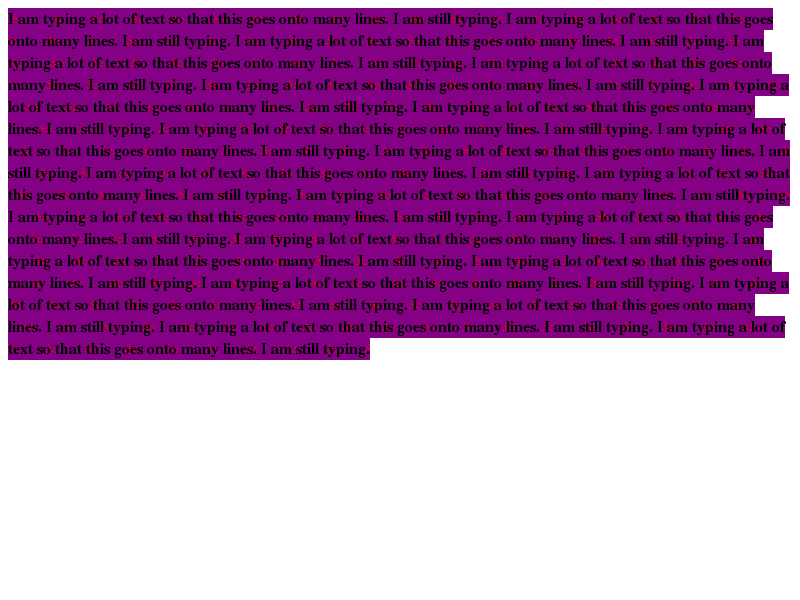 I am typing a lot of text so that this goes onto many lines. I am still typing. I am typing a lot of text so that this goes
onto many lines. I am still typing. I am typing a lot of text so that this goes onto many lines. I am still typing. I am
typing a lot of text so that this goes onto many lines. I am still typing. I am typing a lot of text so that this goes onto
many lines. I am still typing. I am typing a lot of text so that this goes onto many lines. I am still typing. I am typing a
lot of text so that this goes onto many lines. I am still typing. I am typing a lot of text so that this goes onto many
lines. I am still typing. I am typing a lot of text so that this goes onto many lines. I am still typing. I am typing a lot of
text so that this goes onto many lines. I am still typing. I am typing a lot of text so that this goes onto many lines. I am
still typing. I am typing a lot of text so that this goes onto many lines. I am still typing. I am typing a lot of text so that
this goes onto many lines. I am still typing. I am typing a lot of text so that this goes onto many lines. I am still typing.
I am typing a lot of text so that this goes onto many lines. I am still typing. I am typing a lot of text so that this goes
onto many lines. I am still typing. I am typing a lot of text so that this goes onto many lines. I am still typing. I am
typing a lot of text so that this goes onto many lines. I am still typing. I am typing a lot of text so that this goes onto
many lines. I am still typing. I am typing a lot of text so that this goes onto many lines. I am still typing. I am typing a
lot of text so that this goes onto many lines. I am still typing. I am typing a lot of text so that this goes onto many
lines. I am still typing. I am typing a lot of text so that this goes onto many lines. I am still typing. I am typing a lot of
text so that this goes onto many lines. I am still typing.